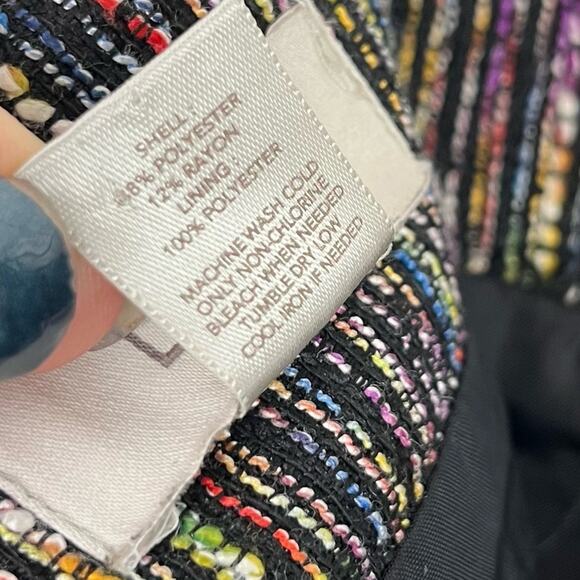 SHELL
88% POLYESTER
12% RAYON
LINING
100% POLYESTER
MACHINE WASH COLD
ONLY NON-CHLORINE
BLEACH WHEN NEEDED
TUMBLE DRY LOW
COOL IRON IF NEEDED